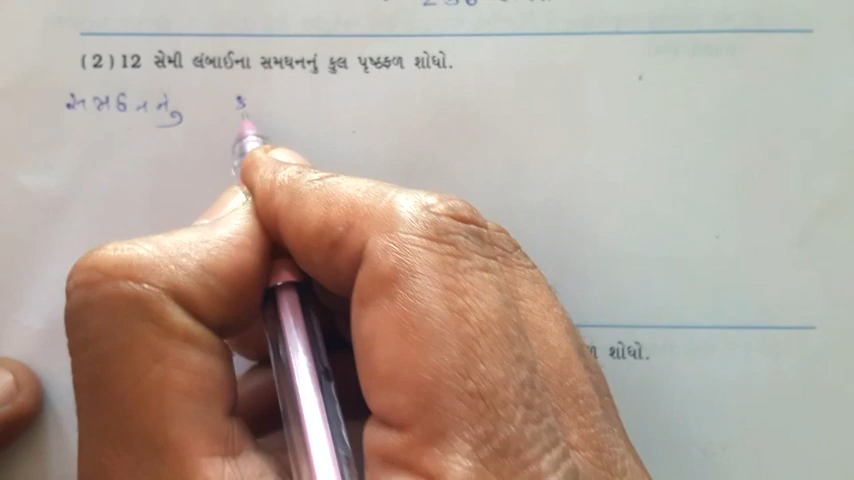 (2) 12 સેમી લંબાઈના સમઘનનું કુલ પૃષ્ઠફળ શોધો.
સમઘનનું ક
ળ શોધો.